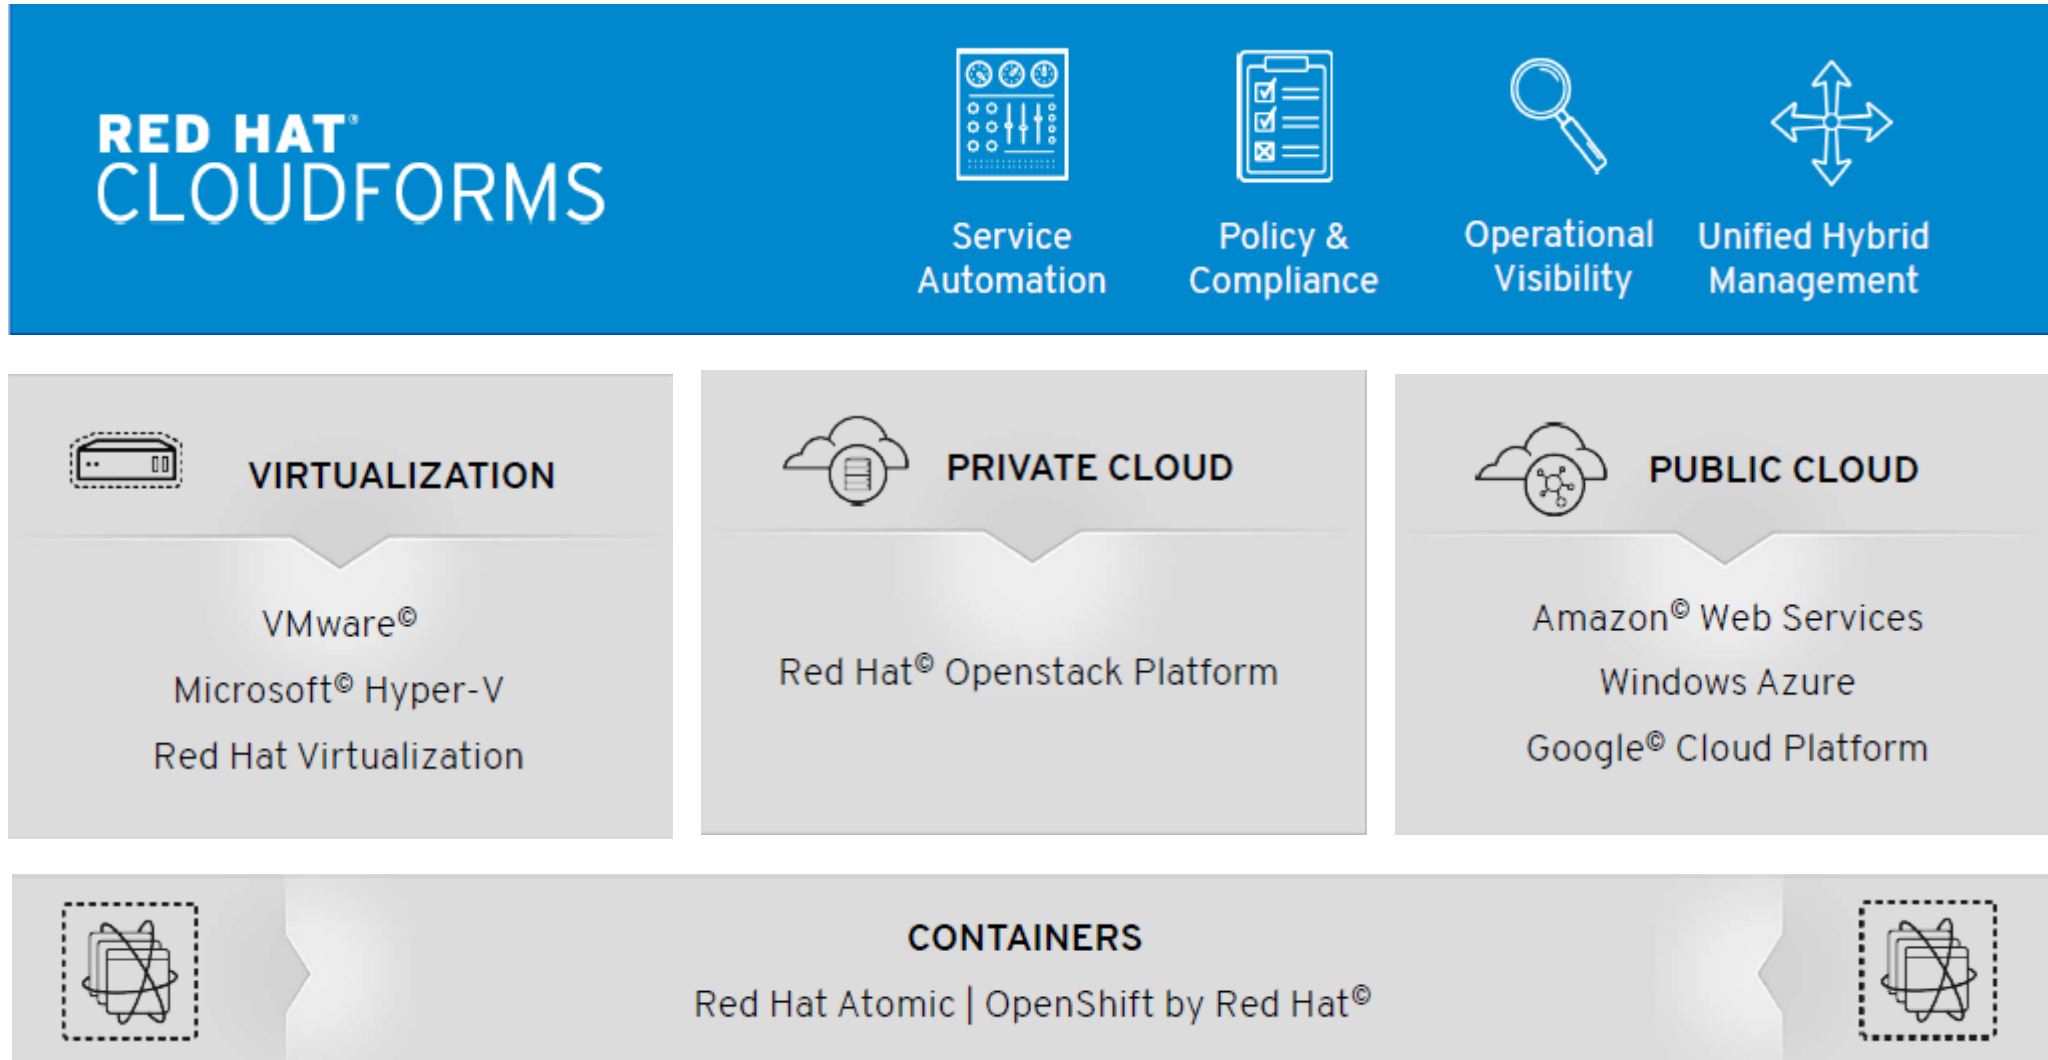 RED HAT®
CLOUDFORMS
Service
Automation
Policy &
Compliance
Operational
Visibility
Unified Hybrid
Management
VIRTUALIZATION
VMware©
Microsoft© Hyper-V
Red Hat Virtualization
PRIVATE CLOUD
Red Hat© Openstack Platform
PUBLIC CLOUD
Amazon© Web Services
Windows Azure
Google© Cloud Platform
CONTAINERS
Red Hat Atomic | OpenShift by Red Hat©